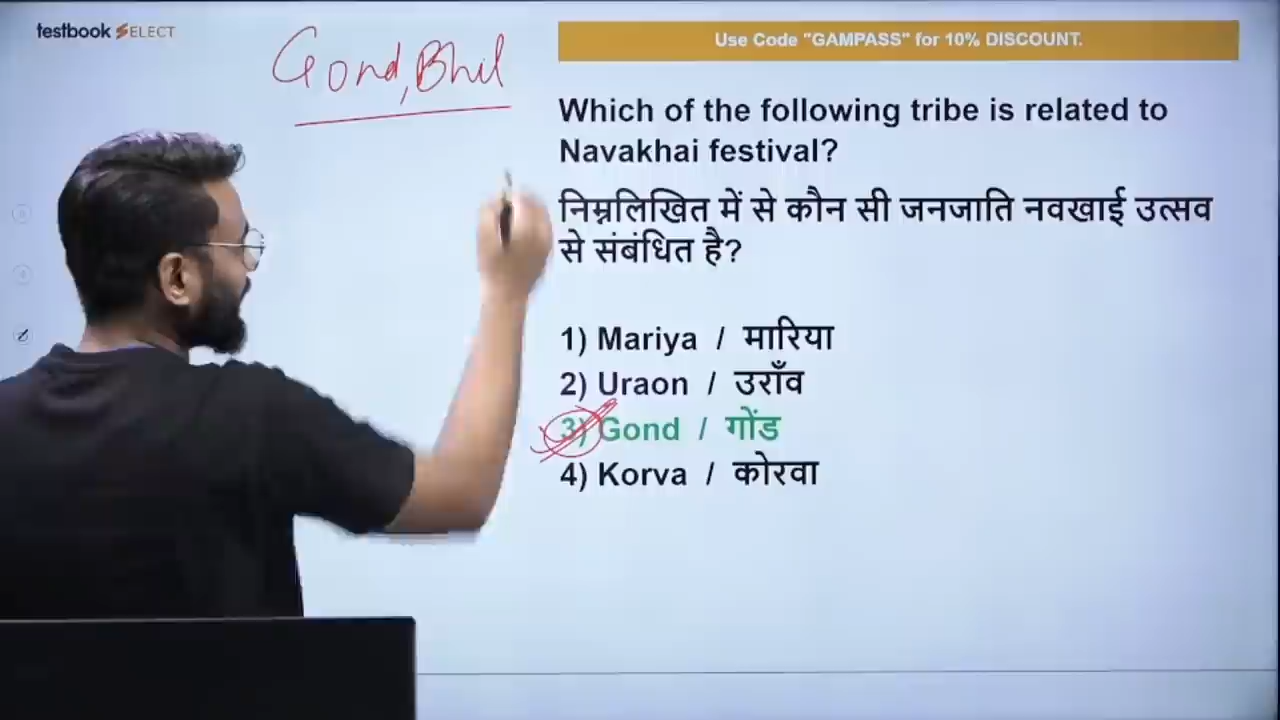 testbook SELECT
Use Code "GAMPASS" for 10% DISCOUNT.
Gond, Bhil
Which of the following tribe is related to
Navakhai festival?
निम्नलिखित में से कौन सी जनजाति नवखाई उत्सव
से संबंधित है?
1) Mariya / मारिया
2) Uraon / उराँव
3) Gond / गोंड
4) Korva / कोरवा